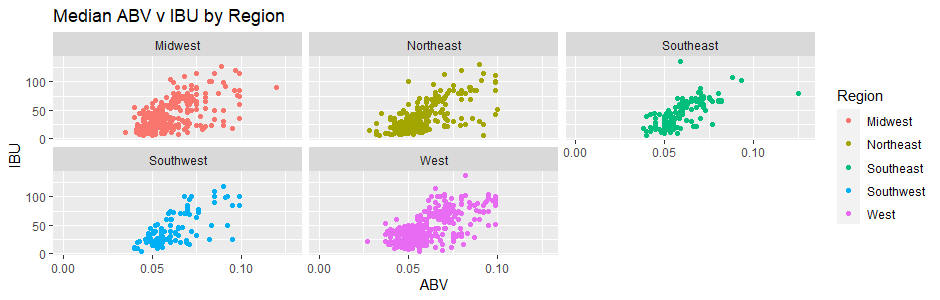 Median ABV v IBU by Region
Midwest
Northeast
Southeast
100
50
0
Southwest
West
0.00
0.05
0.10
100
50
0
0.00
0.05
0.10
0.00
0.05
0.10
IBU
ABV
Region
Midwest
Northeast
Southeast
Southwest
West